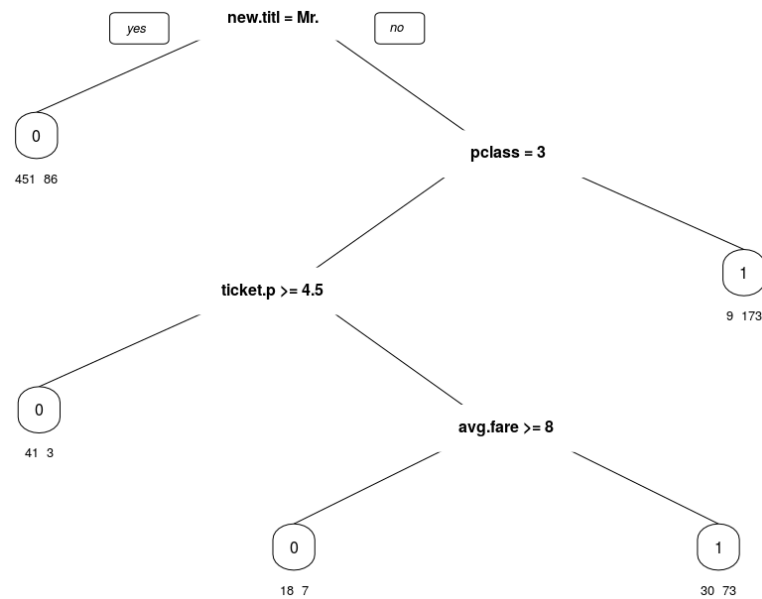 new.titl = Mr.
yes
no
0
451 86
pclass = 3
1
9 173
ticket.p >= 4.5
0
41 3
avg.fare >= 8
0
18 7
1
30 73